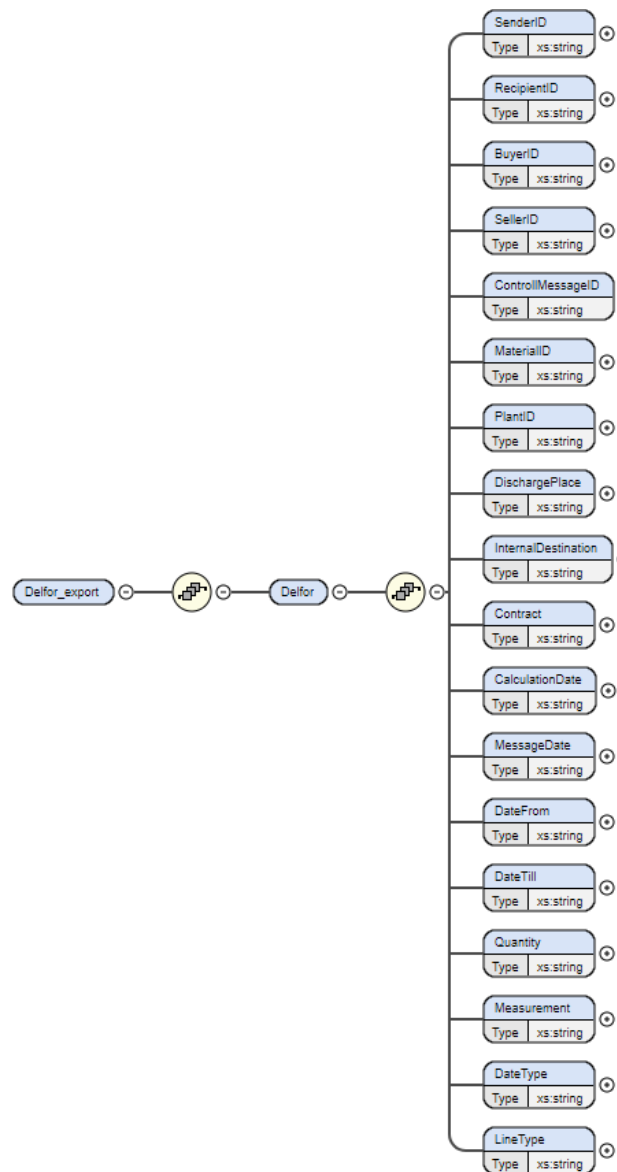 SenderID
Type xs:string
RecipientID
Type xs:string
BuyerID
Type xs:string
SellerID
Type xs:string
ControllMessageID
Type xs:string
MaterialID
Type xs:string
PlantID
Type xs:string
DischargePlace
Type xs:string
InternalDestination
Type xs:string
Delfor_export
Delfor
Contract
Type xs:string
CalculationDate
Type xs:string
MessageDate
Type xs:string
DateFrom
Type xs:string
DateTill
Type xs:string
Quantity
Type xs:string
Measurement
Type xs:string
DateType
Type xs:string
LineType
Type xs:string